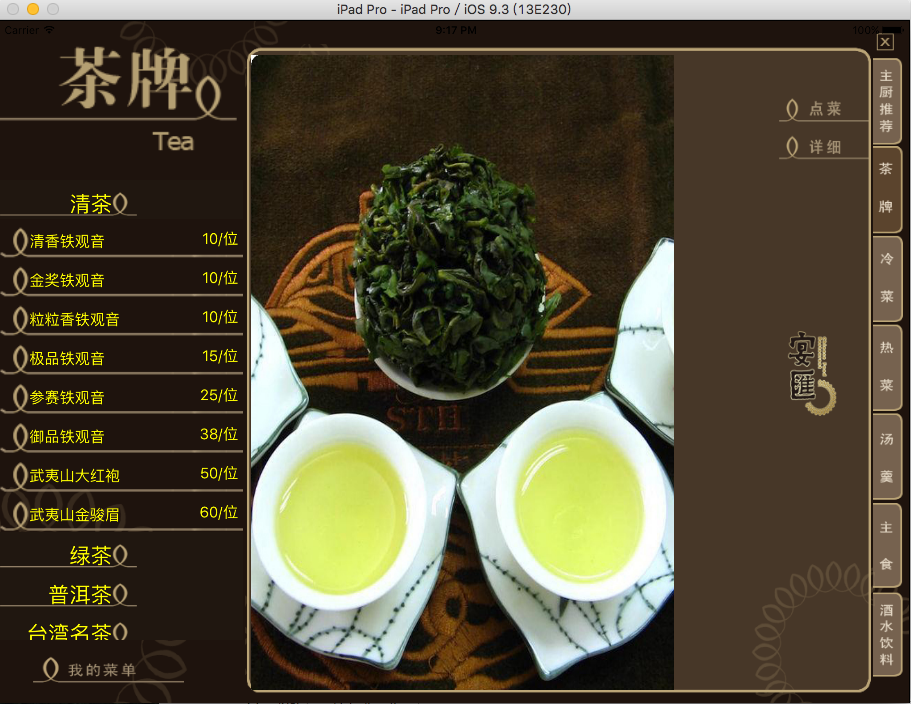 iPad Pro - iPad Pro / iOS 9.3 (13E230)
Carrier
9:17 PM
100%
茶牌
Tea
清茶
清香铁观音 10/位
金奖铁观音 10/位
粒粒香铁观音 10/位
极品铁观音 15/位
参赛铁观音 25/位
御品铁观音 38/位
武夷山大红袍 50/位
武夷山金骏眉 60/位
绿茶
普洱茶
台湾名茶
我的菜单
点菜
详细
宴匯
主厨推荐
茶牌
冷菜
热菜
汤羹
主食
酒水饮料